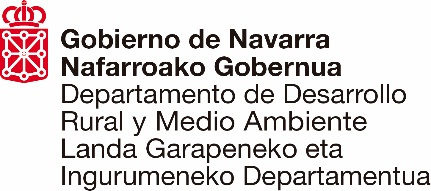 Gobierno de Navarra
Nafarroako Gobernua
Departamento de Desarrollo
Rural y Medio Ambiente
Landa Garapeneko eta
Ingurumeneko Departamentua